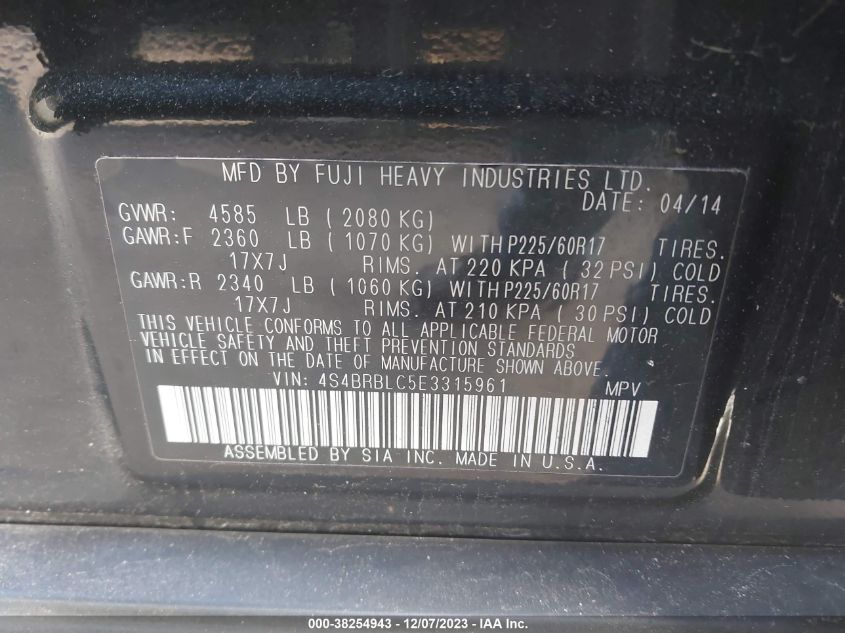 MFD BY FUJI HEAVY INDUSTRIES LTD.
DATE: 04/14
GVWR: 4585 LB ( 2080 KG)
GAWR:F 2360 LB ( 1070 KG) WITH P225/60R17 TIRES.
17X7J RIMS. AT 220 KPA ( 32 PSI) COLD
GAWR:R 2340 LB ( 1060 KG) WITH P225/60R17 TIRES.
17X7J RIMS. AT 210 KPA ( 30 PSI) COLD
THIS VEHICLE CONFORMS TO ALL APPLICABLE FEDERAL MOTOR
VEHICLE SAFETY AND THEFT PREVENTION STANDARDS
IN EFFECT ON THE DATE OF MANUFACTURE SHOWN ABOVE.
VIN: 4S4BRBLC5E3315961 MPV
ASSEMBLED BY SIA INC. MADE IN U.S.A.
000-38254943 - 12/07/2023 - IAA Inc.